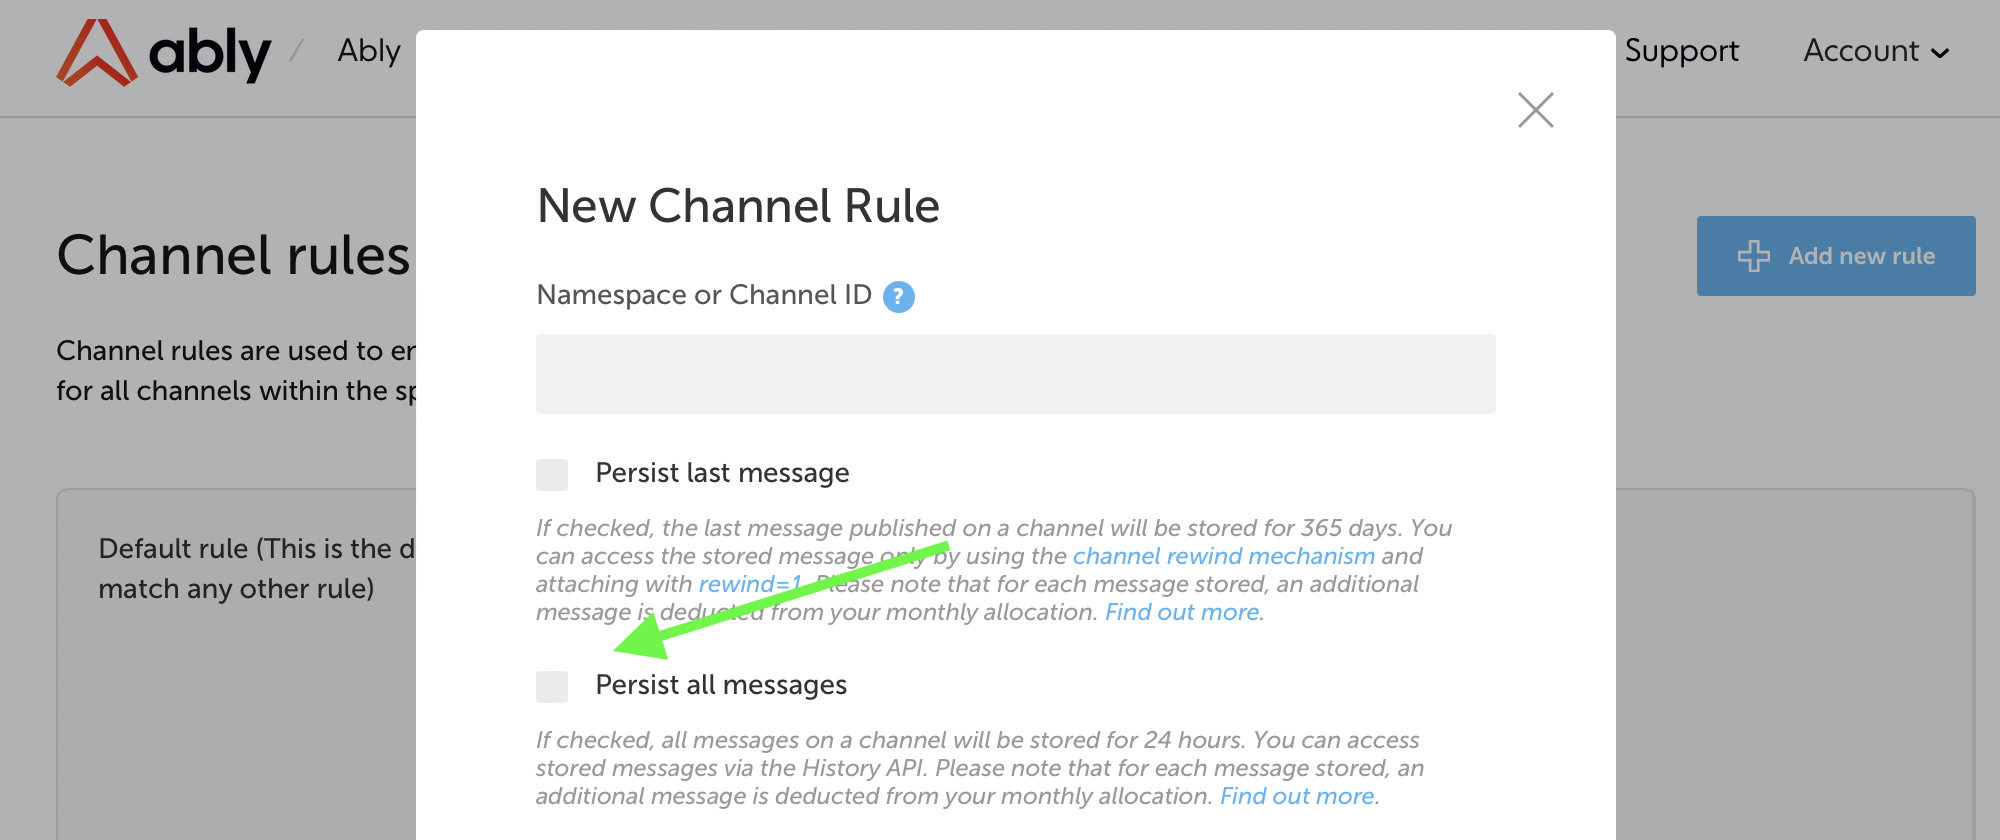 ably / Ably
Support
Account
New Channel Rule
Channel rules
Add new rule
Namespace or Channel ID ?
Channel rules are used to en
for all channels within the sp
Persist last message
If checked, the last message published on a channel will be stored for 365 days. You
can access the stored message only by using the channel rewind mechanism and
attaching with rewind=1. Please note that for each message stored, an additional
message is deducted from your monthly allocation. Find out more.
Default rule (This is the d
match any other rule)
Persist all messages
If checked, all messages on a channel will be stored for 24 hours. You can access
stored messages via the History API. Please note that for each message stored, an
additional message is deducted from your monthly allocation. Find out more.